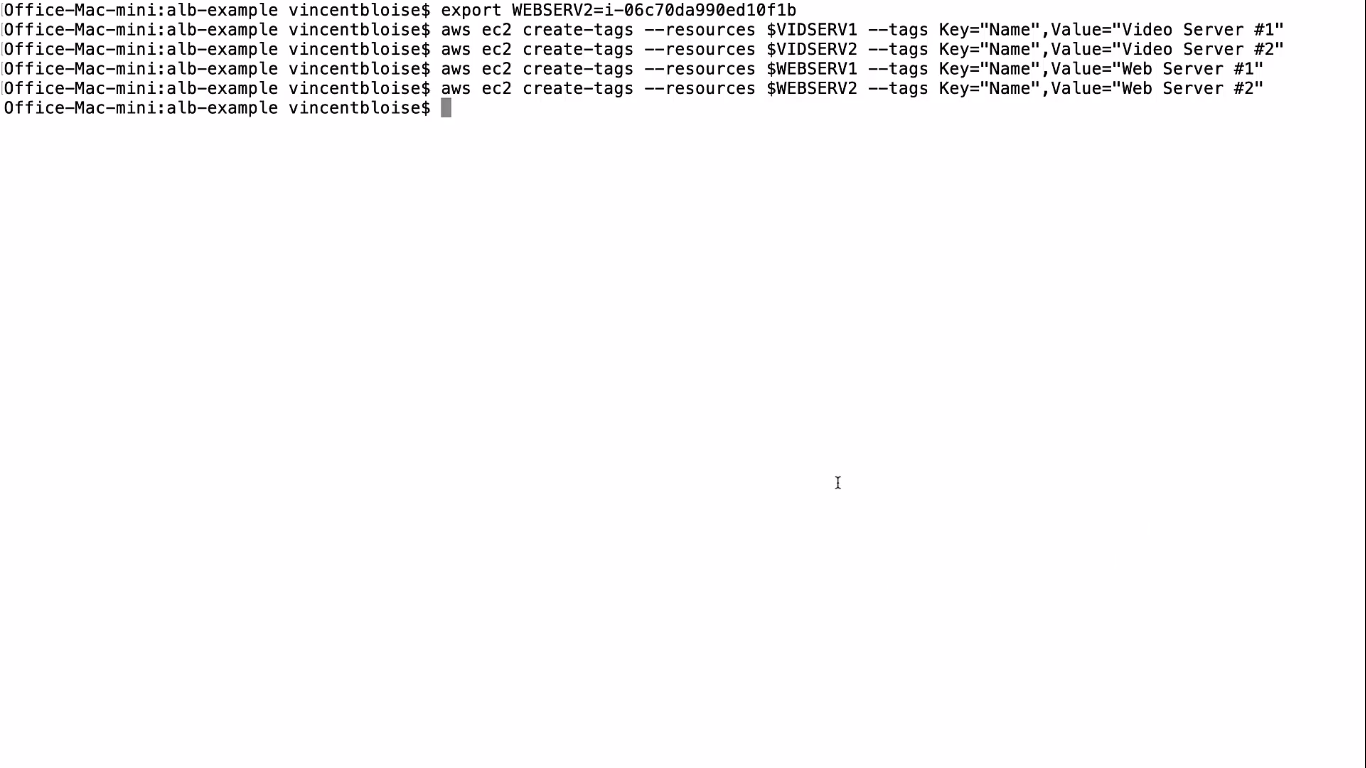 Office-Mac-mini:alb-example vincentbloise$ export WEBSERV2=i-06c70da990ed10f1b
Office-Mac-mini:alb-example vincentbloise$ aws ec2 create-tags --resources $VIDSERV1 --tags Key="Name",Value="Video Server #1"
Office-Mac-mini:alb-example vincentbloise$ aws ec2 create-tags --resources $VIDSERV2 --tags Key="Name",Value="Video Server #2"
Office-Mac-mini:alb-example vincentbloise$ aws ec2 create-tags --resources $WEBSERV1 --tags Key="Name",Value="Web Server #1"
Office-Mac-mini:alb-example vincentbloise$ aws ec2 create-tags --resources $WEBSERV2 --tags Key="Name",Value="Web Server #2"
Office-Mac-mini:alb-example vincentbloise$